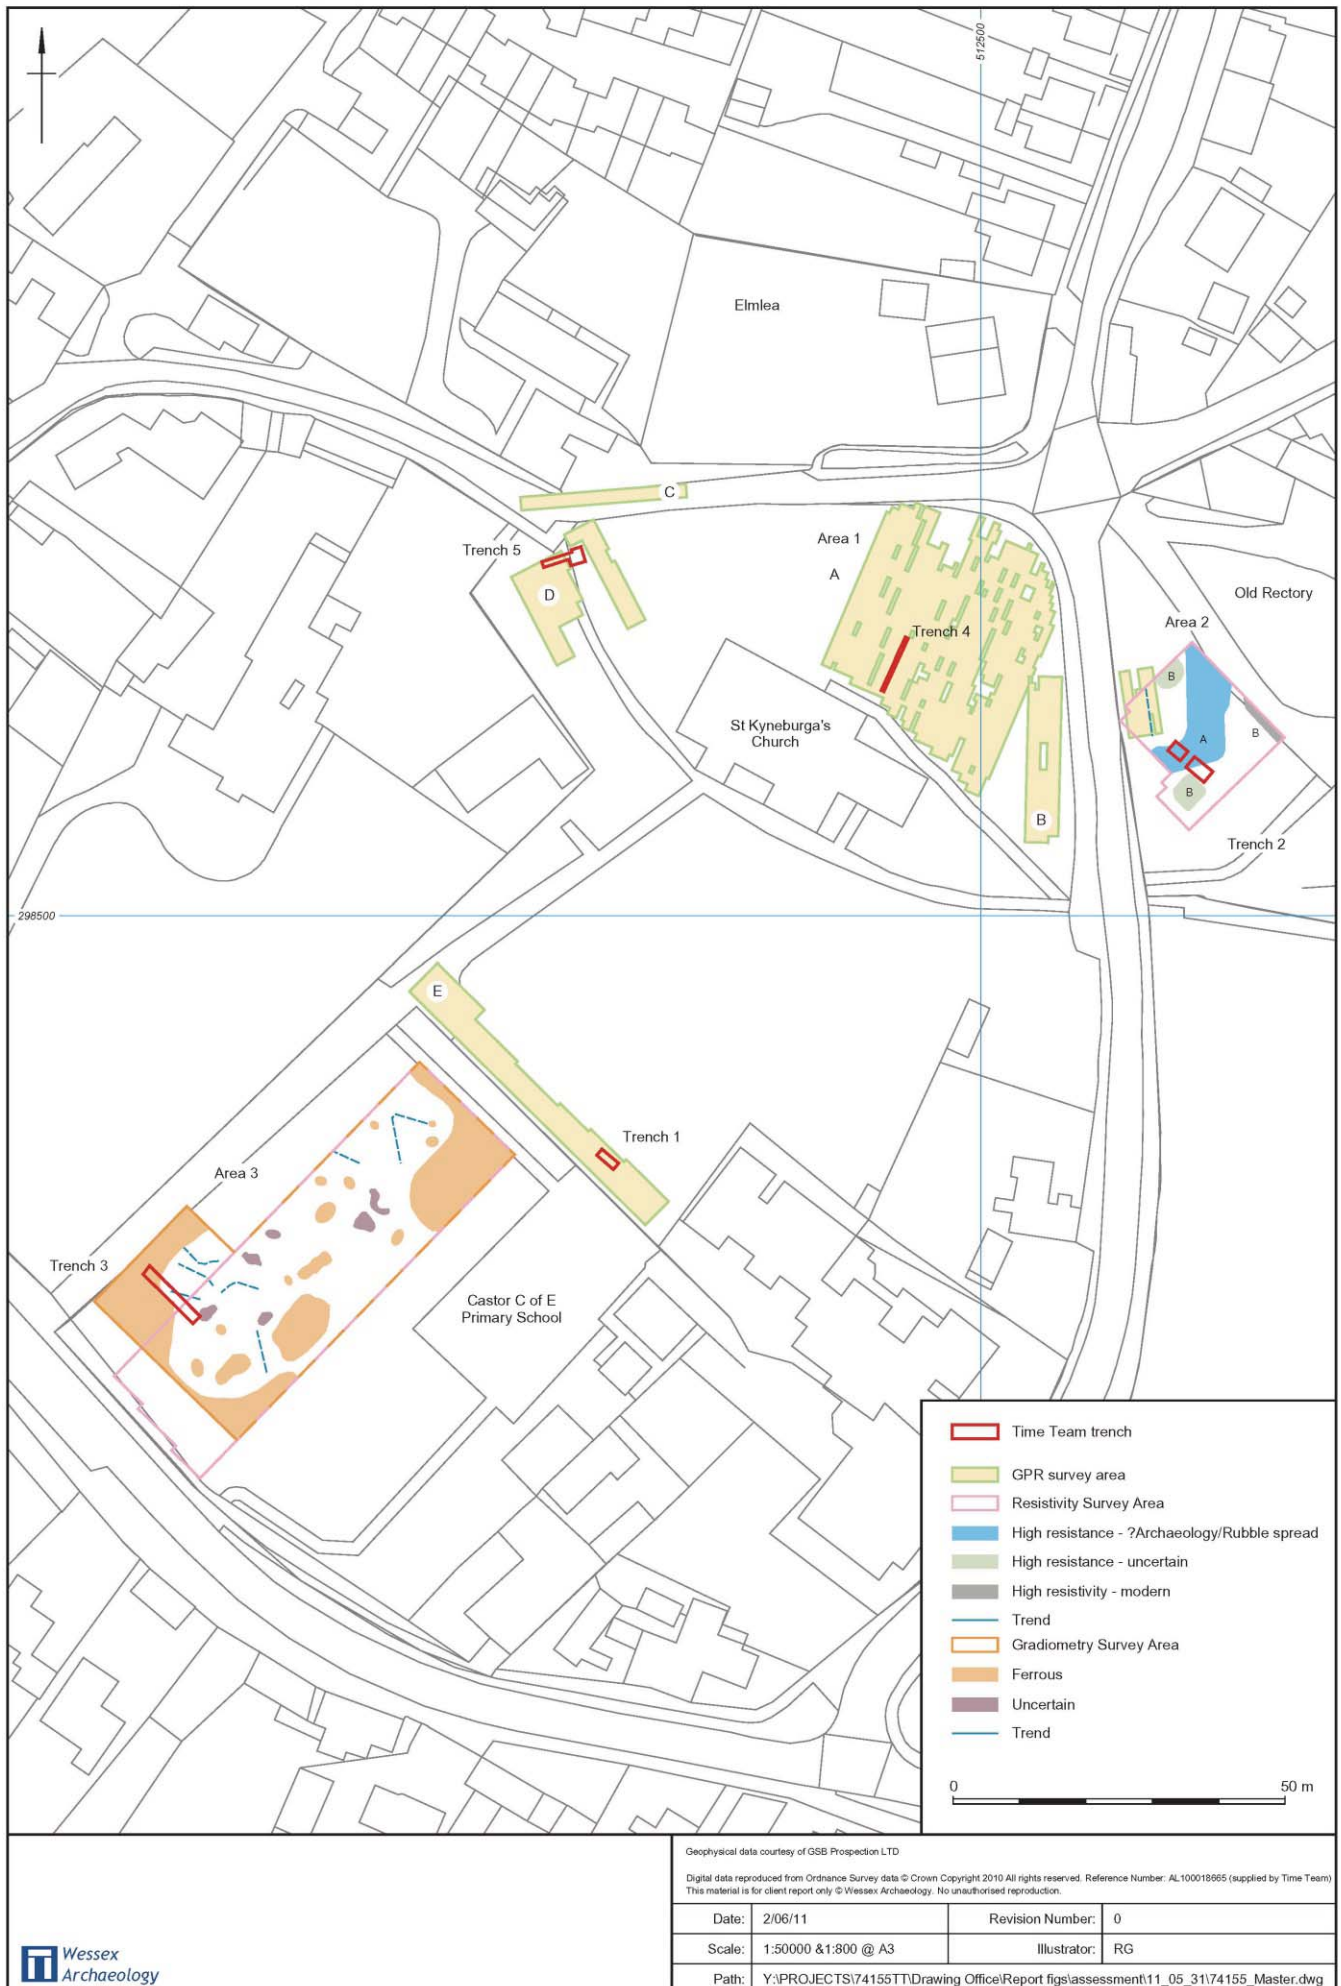 512500
Elmlea
C
Trench 5
D
Area 1
A
Trench 4
Old Rectory
Area 2
B
A
B
B
St Kyneburga's
Church
B
Trench 2
298500
E
Trench 1
Area 3
Trench 3
Castor C of E
Primary School
Time Team trench
GPR survey area
Resistivity Survey Area
High resistance - ?Archaeology/Rubble spread
High resistance - uncertain
High resistivity - modern
Trend
Gradiometry Survey Area
Ferrous
Uncertain
Trend
0 50 m
Geophysical data courtesy of GSB Prospection LTD
Digital data reproduced from Ordnance Survey data © Crown Copyright 2010 All rights reserved. Reference Number: AL100018665 (supplied by Time Team)
This material is for client report only © Wessex Archaeology. No unauthorised reproduction.
Date: 2/06/11 Revision Number: 0
Scale: 1:50000 &1:800 @ A3 Illustrator: RG
Path: Y:\PROJECTS\74155TT\Drawing Office\Report figs\assessment\11_05_31\74155_Master.dwg
Wessex
Archaeology